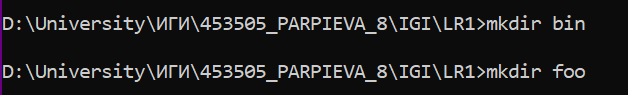 D:\University\ИГИ\453505_PARPIEVA_8\IGI\LR1>mkdir bin
D:\University\ИГИ\453505_PARPIEVA_8\IGI\LR1>mkdir foo